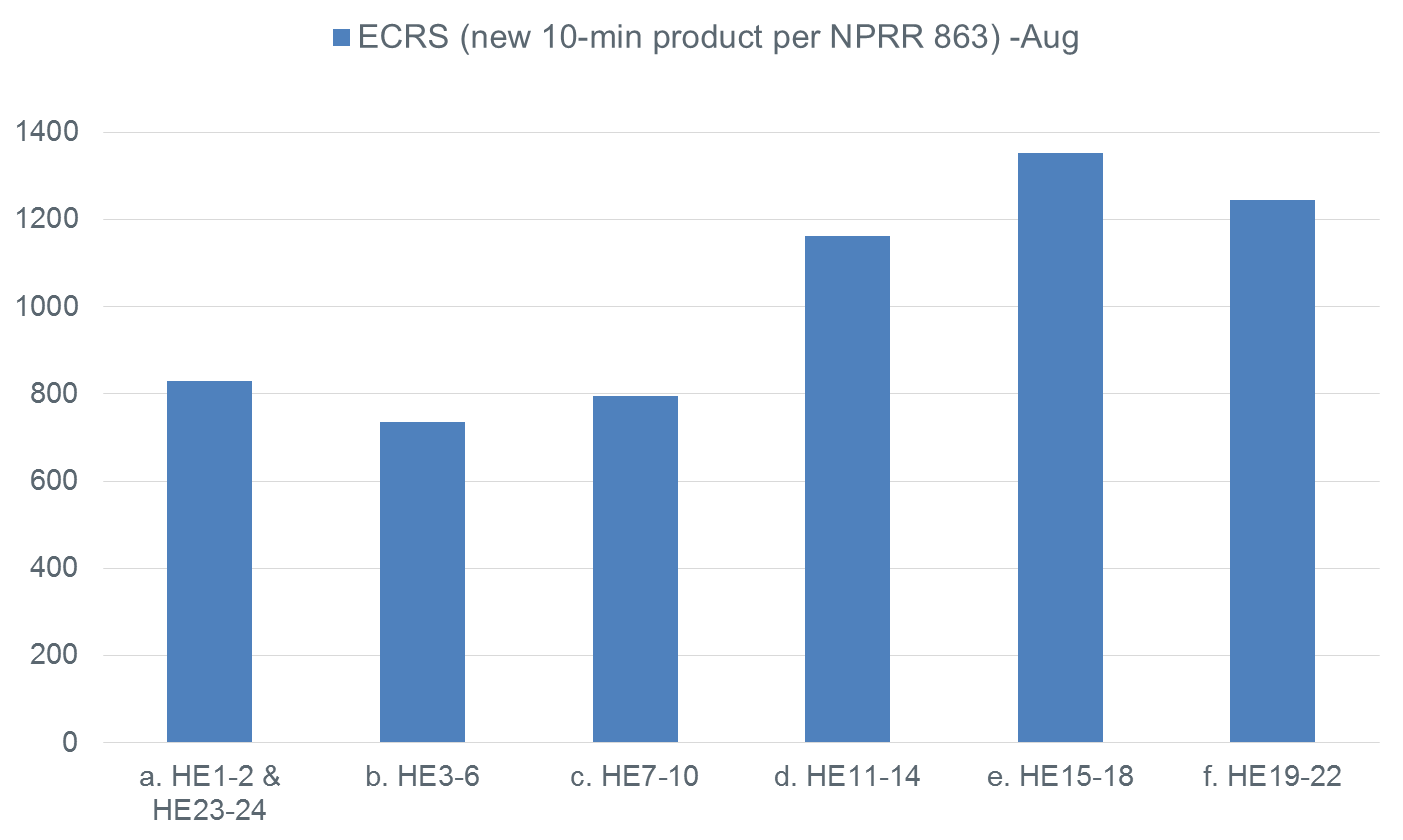 ECRS (new 10-min product per NPRR 863) -Aug
1400
1200
1000
800
600
400
200
0
a. HE1-2 &
HE23-24
b. HE3-6
c. HE7-10
d. HE11-14
e. HE15-18
f. HE19-22